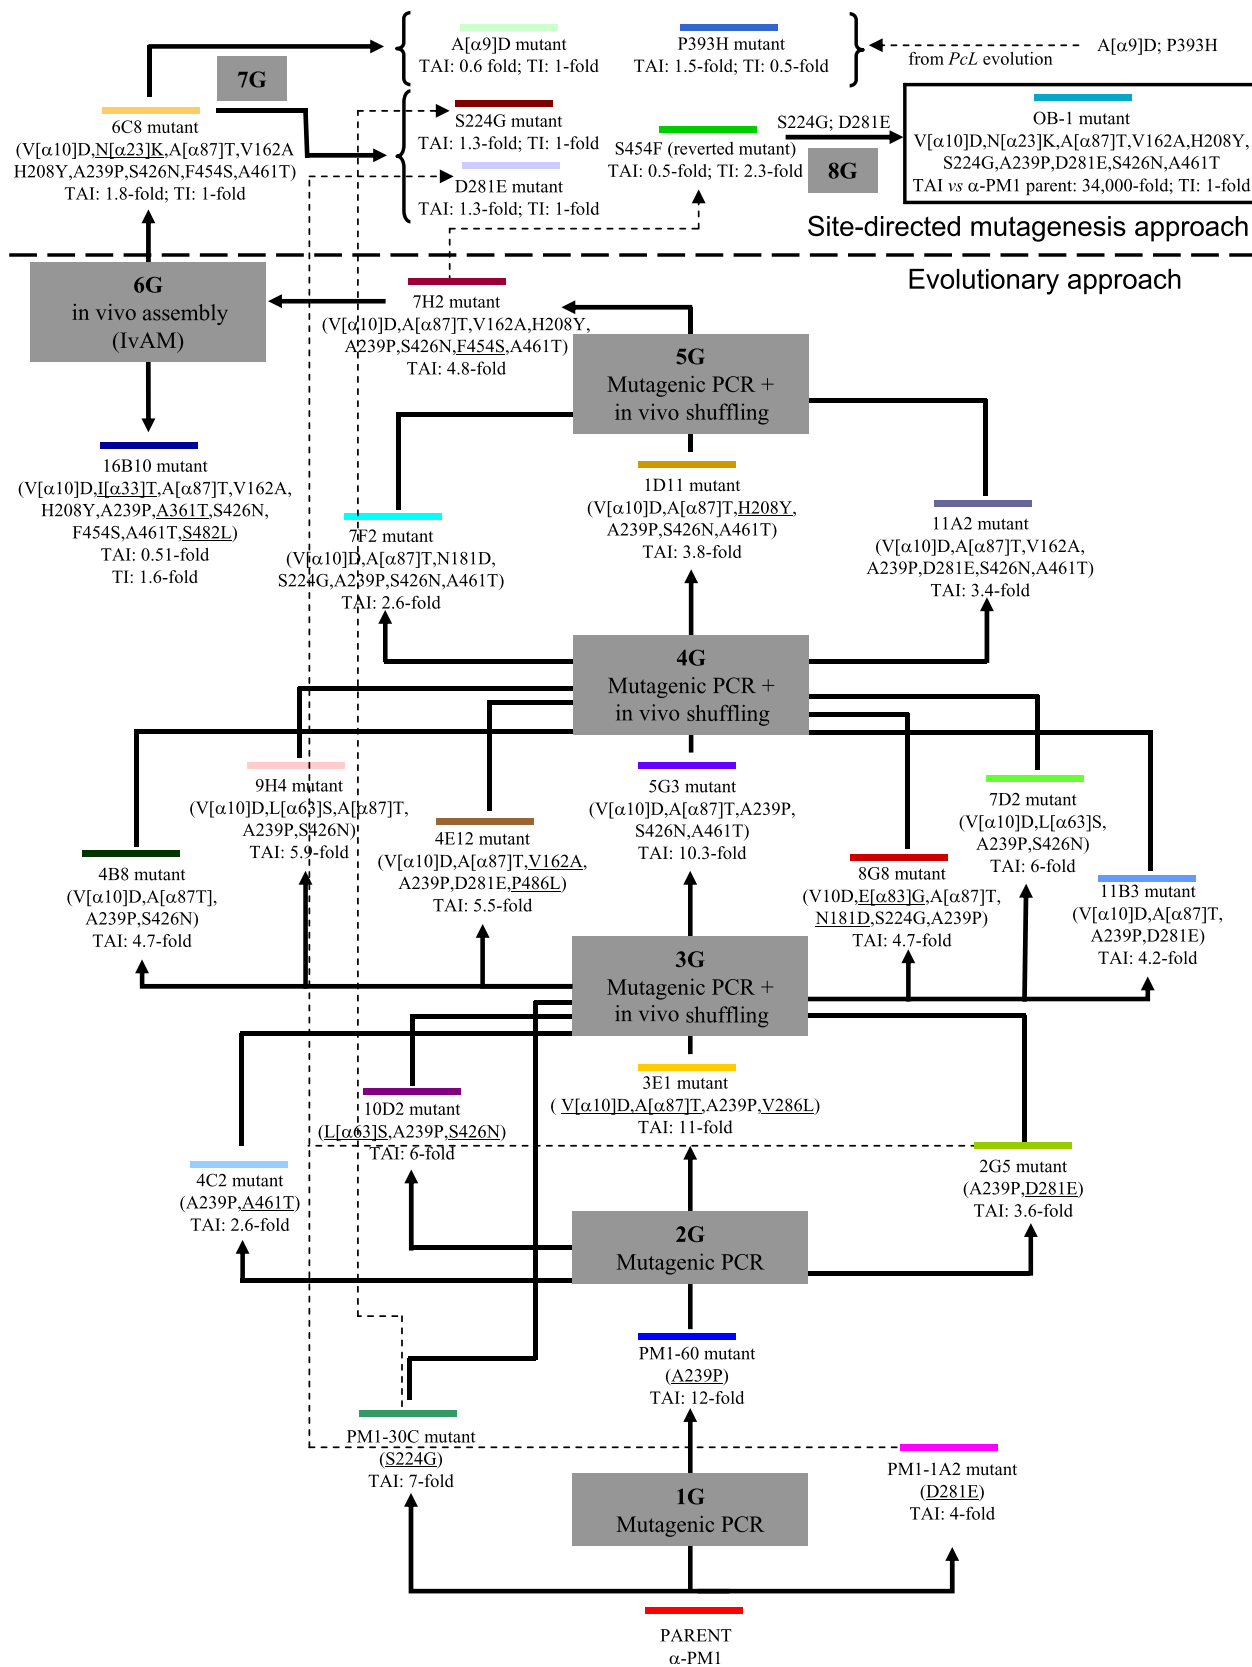 A[α9]D mutant
TAI: 0.6 fold; TI: 1-fold
P393H mutant
TAI: 1.5-fold; TI: 0.5-fold
A[α9]D; P393H
from PcL evolution
7G
6C8 mutant
(V[α10]D,N[α23]K,A[α87]T,V162A
H208Y,A239P,S426N,F454S,A461T)
TAI: 1.8-fold; TI: 1-fold
S224G mutant
TAI: 1.3-fold; TI: 1-fold
D281E mutant
TAI: 1.3-fold; TI: 1-fold
S454F (reverted mutant)
TAI: 0.5-fold; TI: 2.3-fold
S224G; D281E
8G
OB-1 mutant
V[α10]D,N[α23]K,A[α87]T,V162A,H208Y,
S224G,A239P,D281E,S426N,A461T
TAI vs α-PM1 parent: 34,000-fold; TI: 1-fold
Site-directed mutagenesis approach
Evolutionary approach
6G
in vivo assembly
(IvAM)
7H2 mutant
(V[α10]D,A[α87]T,V162A,H208Y,
A239P,S426N,F454S,A461T)
TAI: 4.8-fold
5G
Mutagenic PCR +
in vivo shuffling
16B10 mutant
(V[α10]D,I[α33]T,A[α87]T,V162A,
H208Y,A239P,A361T,S426N,
F454S,A461T,S482L)
TAI: 0.51-fold
TI: 1.6-fold
7F2 mutant
(V[α10]D,A[α87]T,N181D,
S224G,A239P,S426N,A461T)
TAI: 2.6-fold
1D11 mutant
(V[α10]D,A[α87]T,H208Y,
A239P,S426N,A461T)
TAI: 3.8-fold
11A2 mutant
(V[α10]D,A[α87]T,V162A,
A239P,D281E,S426N,A461T)
TAI: 3.4-fold
4G
Mutagenic PCR +
in vivo shuffling
9H4 mutant
(V[α10]D,L[α63]S,A[α87]T,
A239P,S426N)
TAI: 5.9-fold
4B8 mutant
(V[α10]D,A[α87T],
A239P,S426N)
TAI: 4.7-fold
4E12 mutant
(V[α10]D,A[α87]T,V162A,
A239P,D281E,P486L)
TAI: 5.5-fold
5G3 mutant
(V[α10]D,A[α87]T,A239P,
S426N,A461T)
TAI: 10.3-fold
8G8 mutant
(V10D,E[α83]G,A[α87]T,
N181D,S224G,A239P)
TAI: 4.7-fold
7D2 mutant
(V[α10]D,L[α63]S,
A239P,S426N)
TAI: 6-fold
11B3 mutant
(V[α10]D,A[α87]T,
A239P,D281E)
TAI: 4.2-fold
3G
Mutagenic PCR +
in vivo shuffling
4C2 mutant
(A239P,A461T)
TAI: 2.6-fold
10D2 mutant
(L[α63]S,A239P,S426N)
TAI: 6-fold
3E1 mutant
( V[α10]D,A[α87]T,A239P,V286L)
TAI: 11-fold
2G5 mutant
(A239P,D281E)
TAI: 3.6-fold
2G
Mutagenic PCR
PM1-60 mutant
(A239P)
TAI: 12-fold
PM1-30C mutant
(S224G)
TAI: 7-fold
PM1-1A2 mutant
(D281E)
TAI: 4-fold
1G
Mutagenic PCR
PARENT
α-PM1